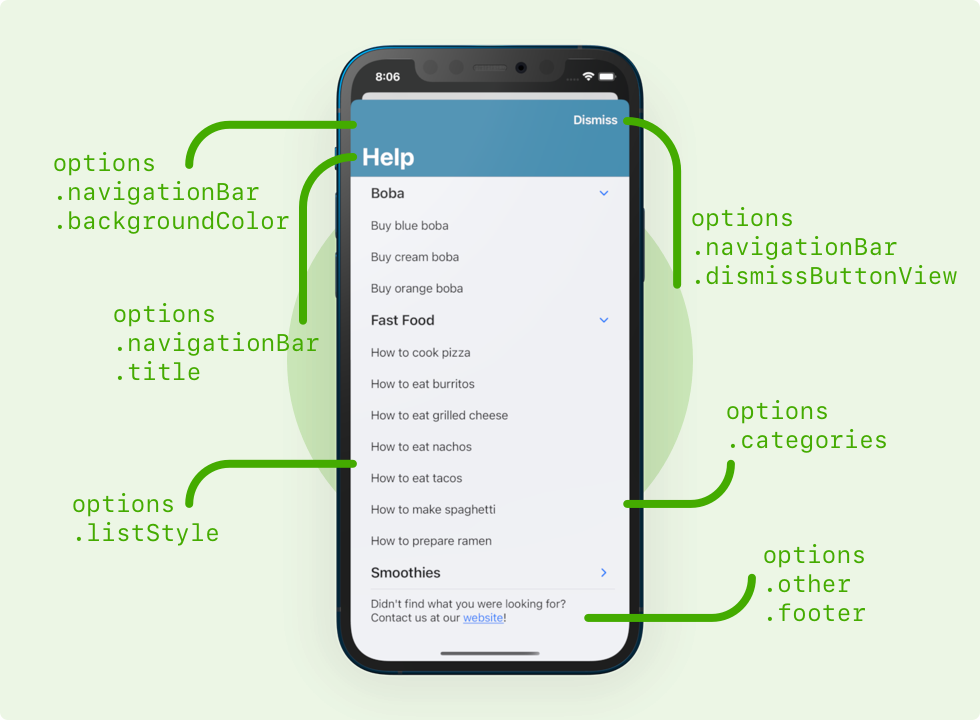 8:06
Dismiss
Help
Boba
Buy blue boba
Buy cream boba
Buy orange boba
Fast Food
How to cook pizza
How to eat burritos
How to eat grilled cheese
How to eat nachos
How to eat tacos
How to make spaghetti
How to prepare ramen
Smoothies
Didn't find what you were looking for?
Contact us at our website!
options
.navigationBar
.backgroundColor
options
.navigationBar
.title
options
.listStyle
options
.navigationBar
.dismissButtonView
options
.categories
options
.other
.footer